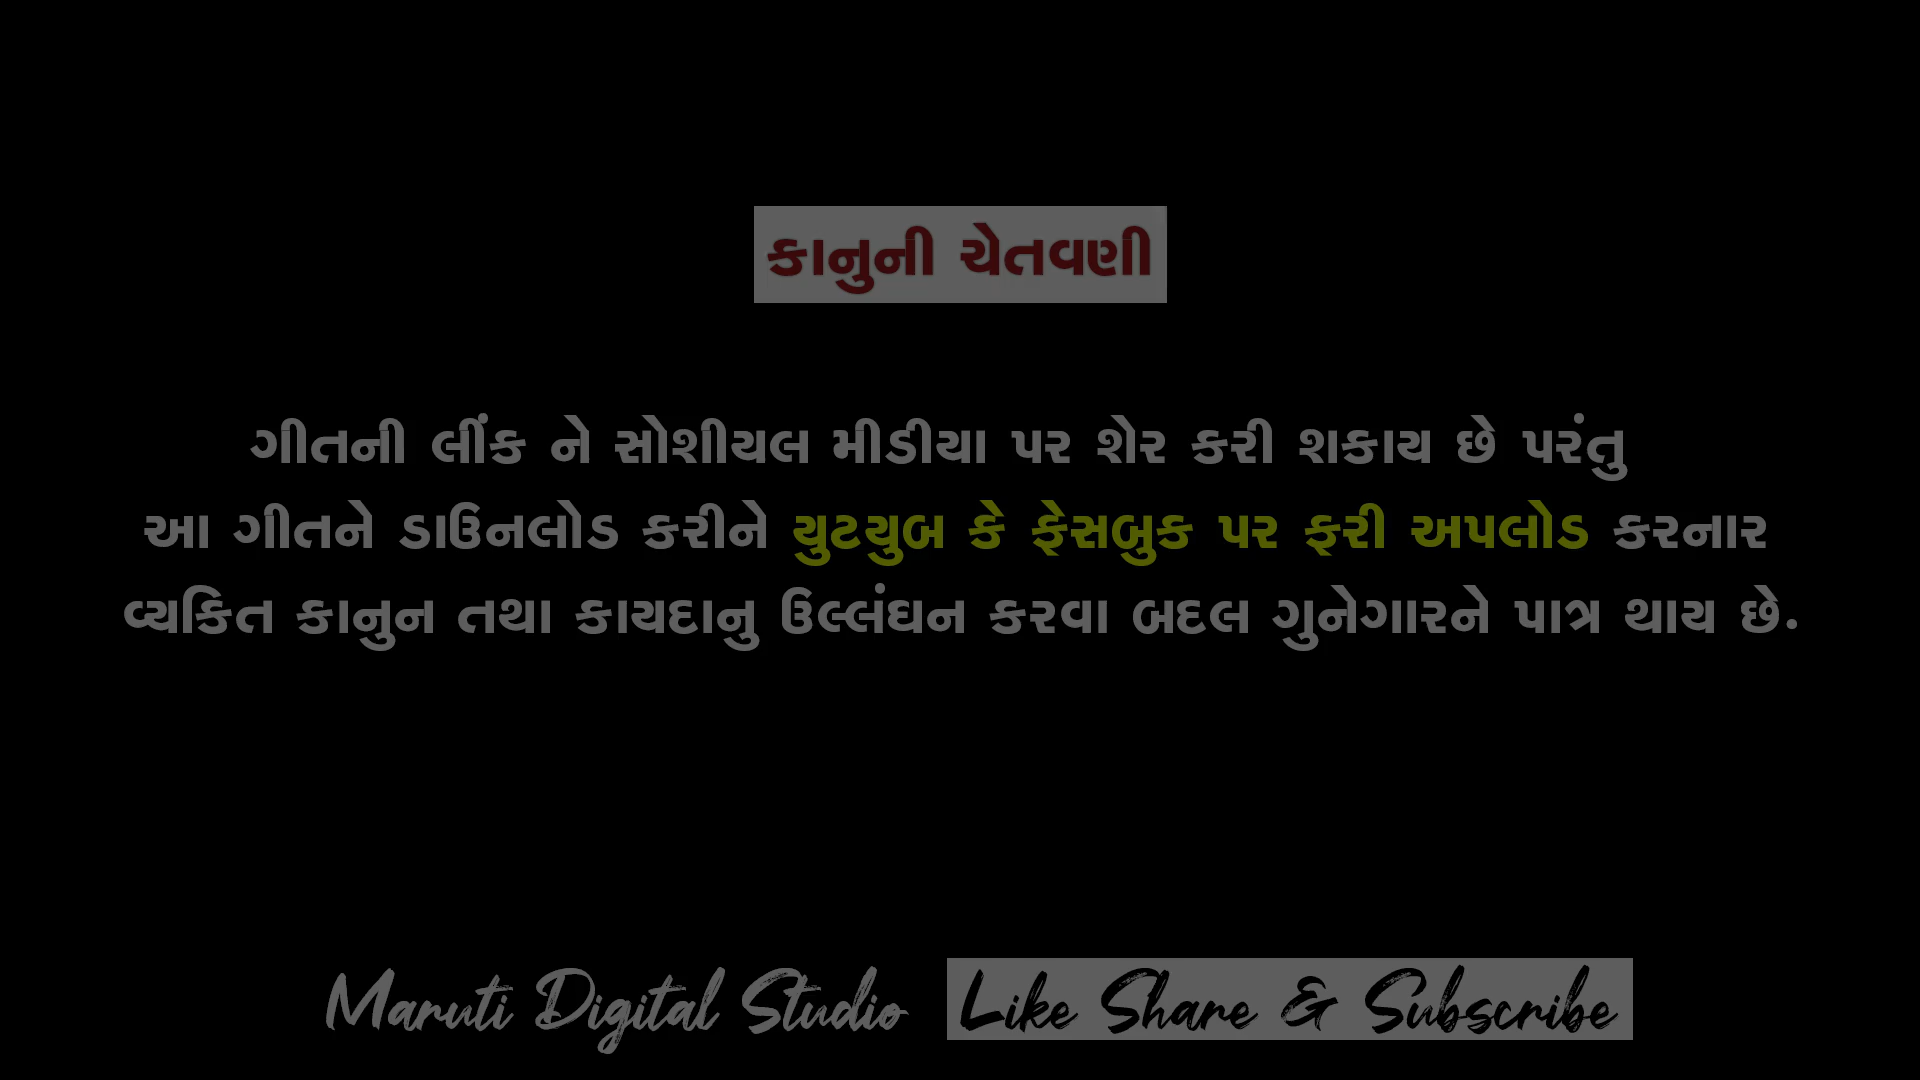 કાનુની ચેતવણી
ગીતની લીંક ને સોશીયલ મીડીયા પર શેર કરી શકાય છે પરંતુ
આ ગીતને ડાઉનલોડ કરીને યુટયુબ કે ફેસબુક પર ફરી અપલોડ કરનાર
વ્યકિત કાનુન તથા કાયદાનુ ઉલ્લંઘન કરવા બદલ ગુનેગારને પાત્ર થાય છે.
Maruti Digital Studio Like Share & Subscribe